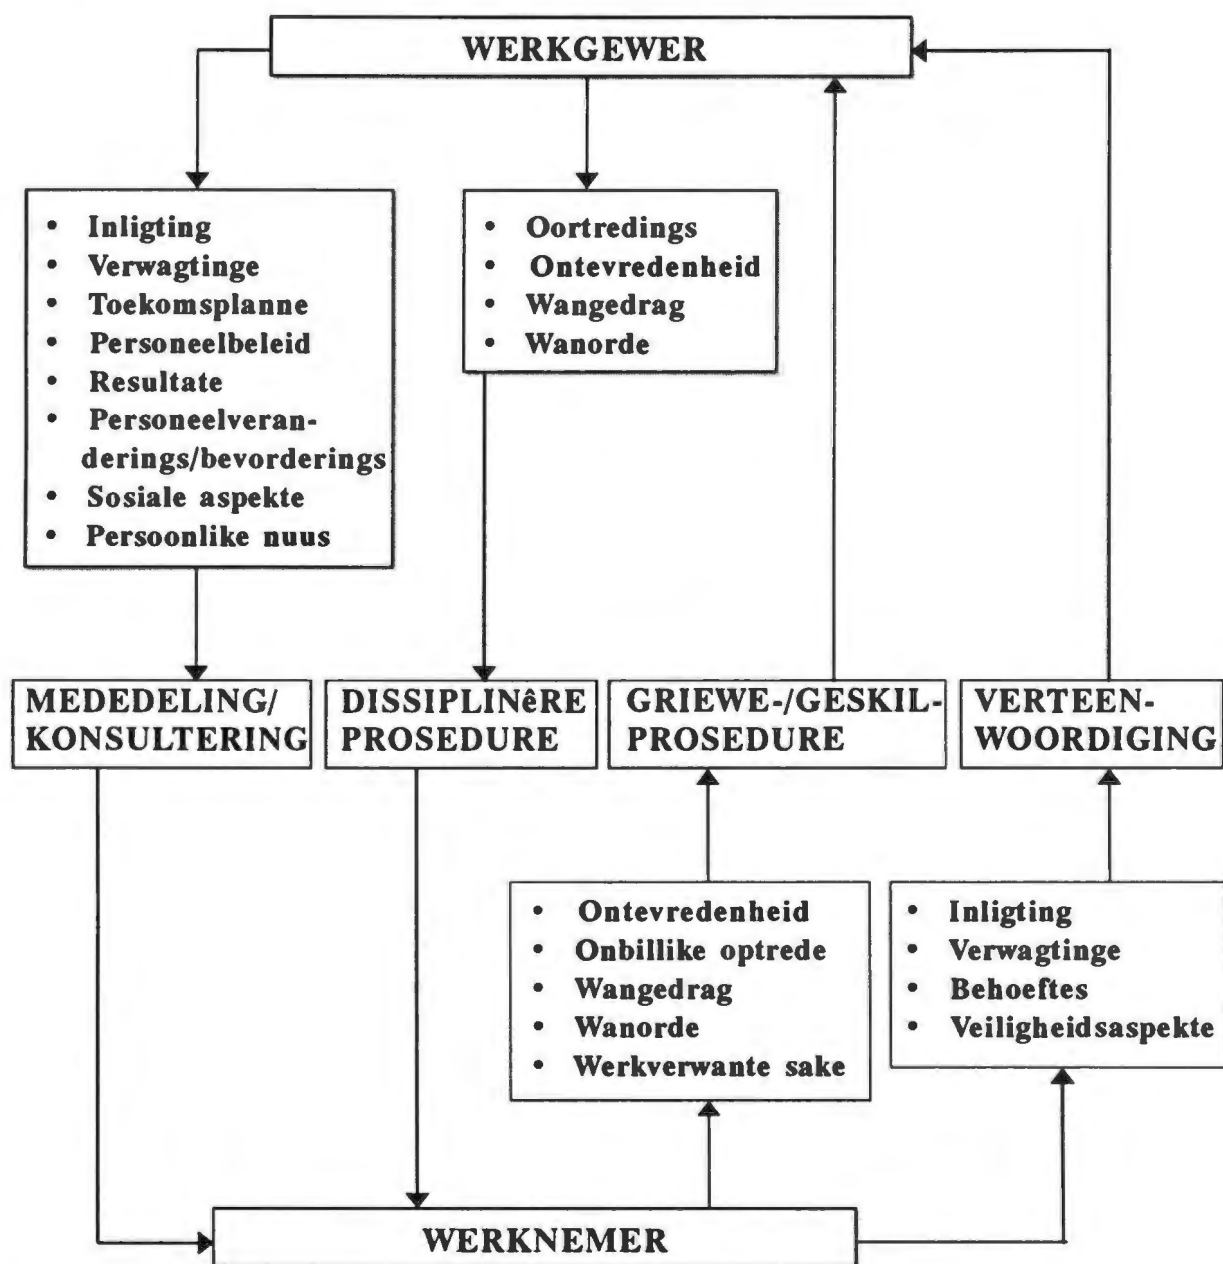 WERKGEWER
• Inligting
• Verwagtinge
• Toekomsplanne
• Personeelbeleid
• Resultate
• Personeelveran-
derings/bevorderings
• Sosiale aspekte
• Persoonlike nuus
• Oortredings
• Ontevredenheid
• Wangedrag
• Wanorde
MEDEDELING/
KONSULTERING
DISSIPLINêRE
PROSEDURE
GRIEWE-/GESKIL-
PROSEDURE
VERTEEN-
WOORDIGING
• Ontevredenheid
• Onbillike optrede
• Wangedrag
• Wanorde
• Werkverwante sake
• Inligting
• Verwagtinge
• Behoeftes
• Veiligheidsaspekte
WERKNEMER